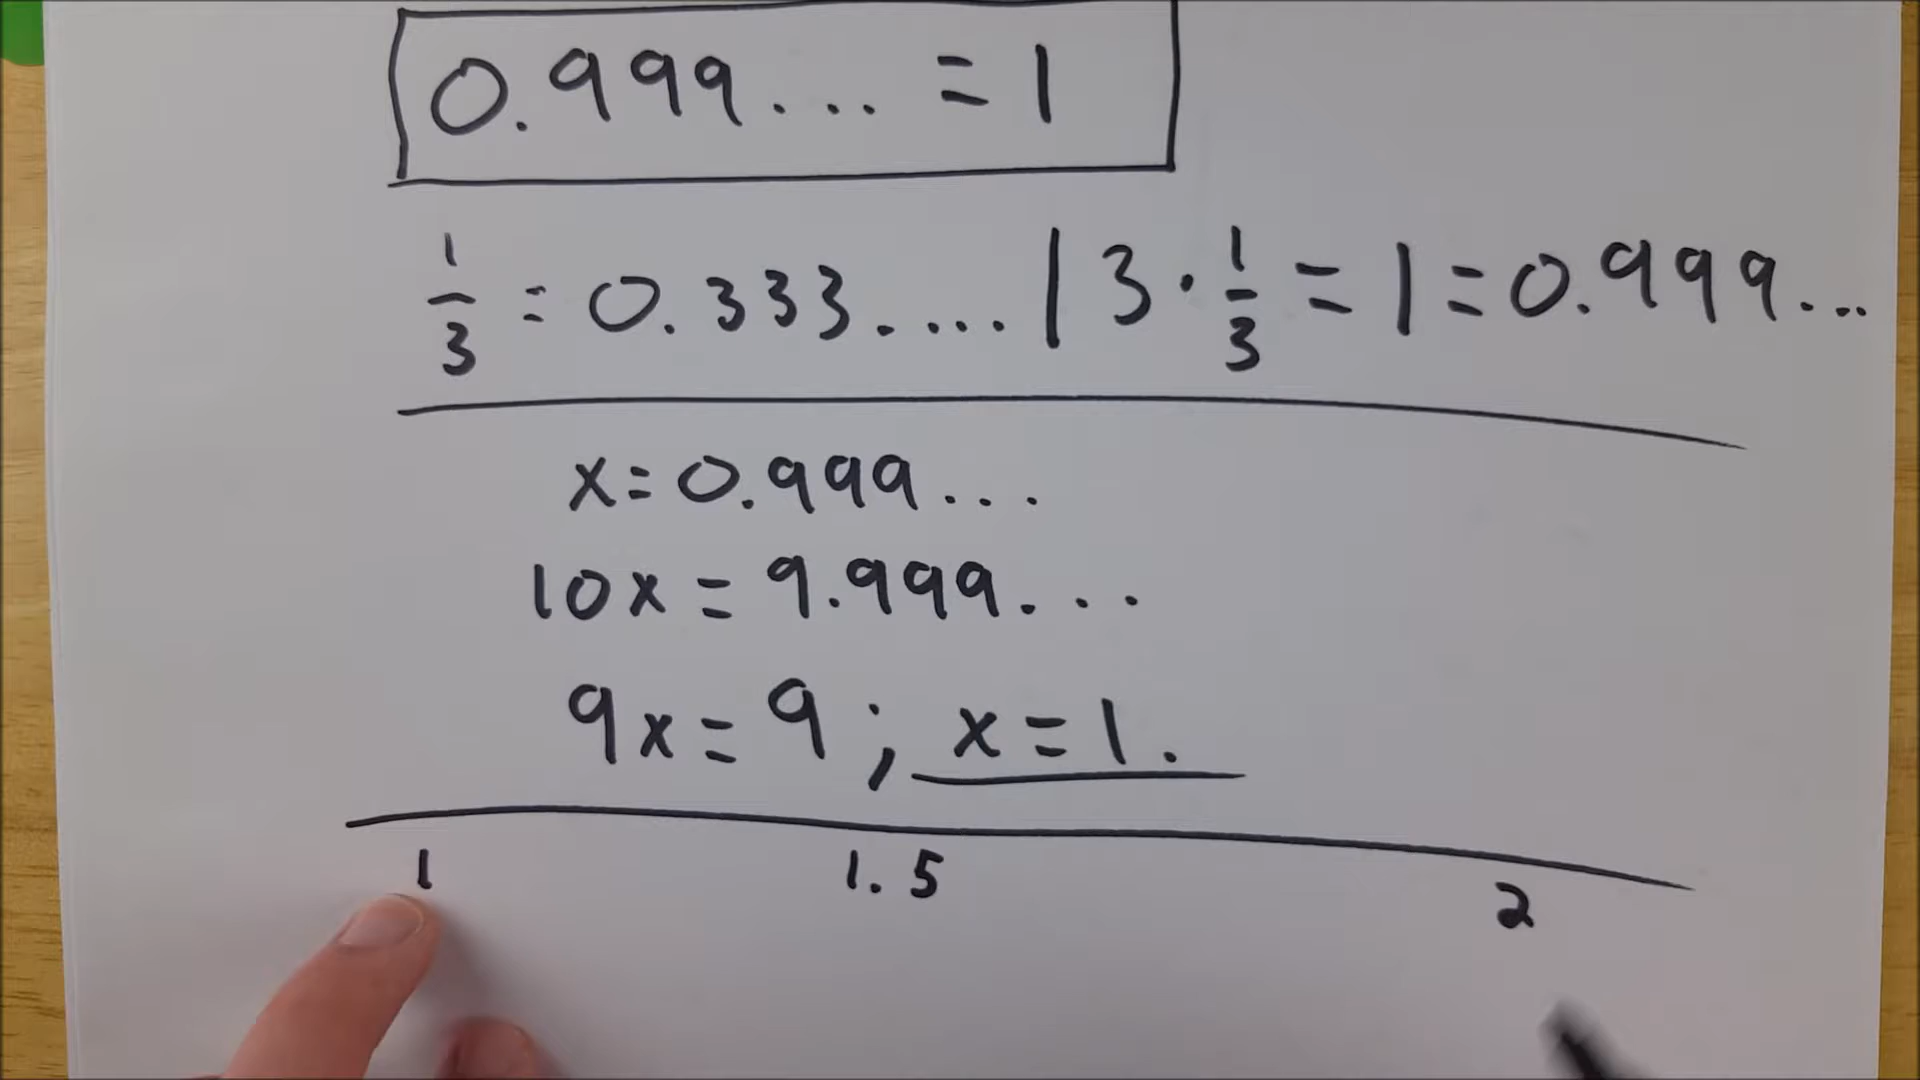 0.999... = 1
1/3 = 0.333.... | 3 · 1/3 = 1 = 0.999...
x = 0.999...
10x = 9.999...
9x = 9 ; x = 1.
1 1.5 2